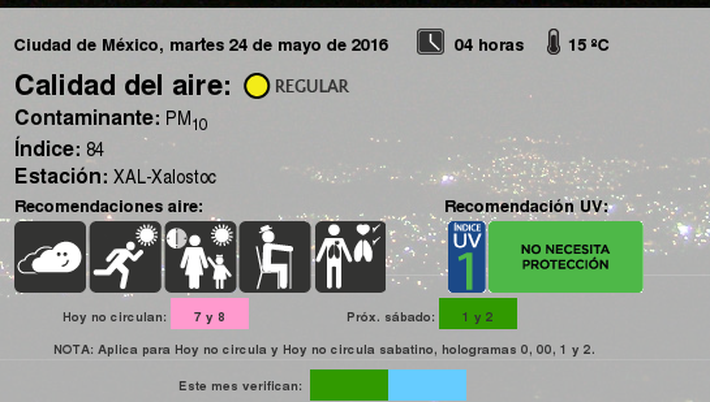 Ciudad de México, martes 24 de mayo de 2016 04 horas 15 ºC
Calidad del aire: REGULAR
Contaminante: PM10
Índice: 84
Estación: XAL-Xalostoc
Recomendaciones aire: Recomendación UV:
ÍNDICE
UV
1
NO NECESITA
PROTECCIÓN
Hoy no circulan: 7 y 8 Próx. sábado: 1 y 2
NOTA: Aplica para Hoy no circula y Hoy no circula sabatino, hologramas 0, 00, 1 y 2.
Este mes verifican: